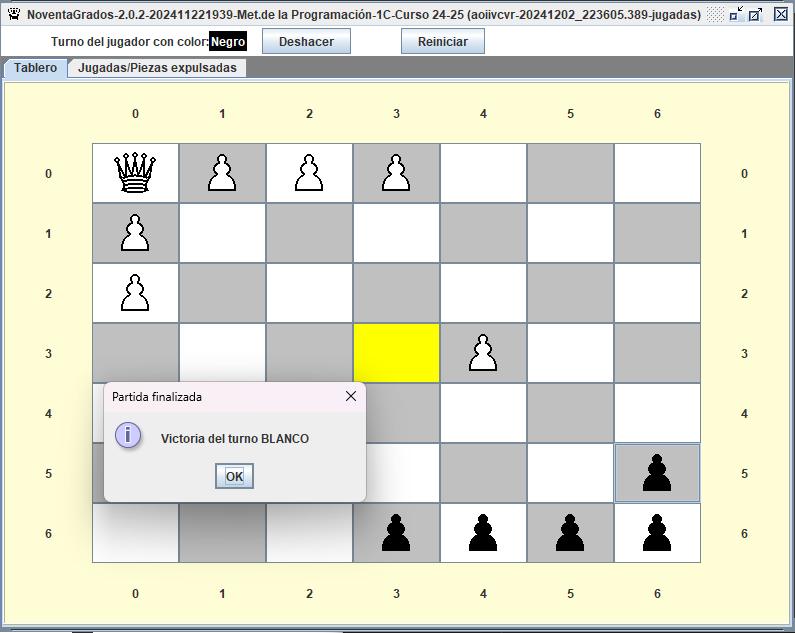 NoventaGrados-2.0.2-202411221939-Met.de la Programación-1C-Curso 24-25 (aoiivcvr-20241202_223605.389-jugadas)
Turno del jugador con color: Negro Deshacer Reiniciar
Tablero Jugadas/Piezas expulsadas
0 1 2 3 4 5 6
0 0
1 1
2 2
3 3
Partida finalizada
4 4
Victoria del turno BLANCO
5 5
OK
6 6
0 1 2 3 4 5 6